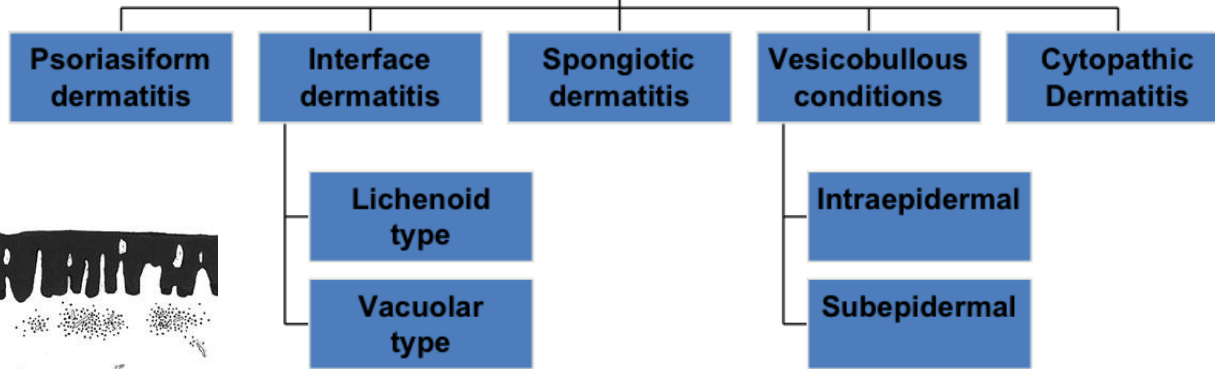 Psoriasiform
dermatitis
Interface
dermatitis
Spongiotic
dermatitis
Vesicobullous
conditions
Cytopathic
Dermatitis
Lichenoid
type
Vacuolar
type
Intraepidermal
Subepidermal